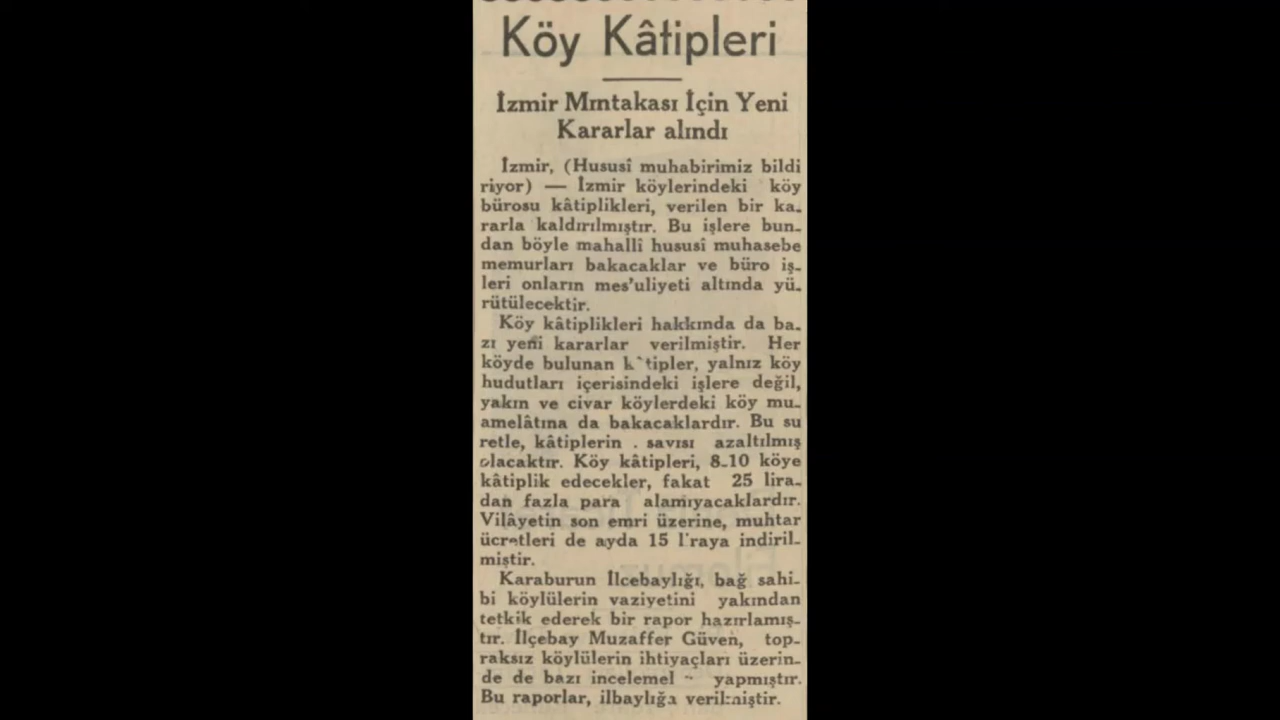 Köy Kâtipleri
İzmir Mıntakası İçin Yeni
Kararlar alındı
İzmir, (Hususî muhabirimiz bildi
riyor) — İzmir köylerindeki köy
bürosu kâtiplikleri, verilen bir ka-
rarla kaldırılmıştır. Bu işlere bun-
dan böyle mahallî hususî muhasebe
memurları bakacaklar ve büro iş-
leri onların mes'uliyeti altında yü-
rütülecektir.
Köy kâtiplikleri hakkında da ba-
zı yeni kararlar verilmiştir. Her
köyde bulunan kâtipler, yalnız köy
hudutları içerisindeki işlere değil,
yakın ve civar köylerdeki köy mu-
amelâtına da bakacaklardır. Bu su
retle, kâtiplerin . savısı azaltılmış
olacaktır. Köy kâtipleri, 8-10 köye
kâtiplik edecekler, fakat 25 lira-
dan fazla para alamıyacaklardır.
Vilâyetin son emri üzerine, muhtar
ücretleri de ayda 15 liraya indiril-
miştir.
Karaburun İlcebaylığı, bağ sahi-
bi köylülerin vaziyetini yakından
tetkik ederek bir rapor hazırlamış-
tır. İlçebay Muzaffer Güven, top-
raksız köylülerin ihtiyaçları üzerin-
de de bazı incelemel yapmıştır.
Bu raporlar, ilbaylığa verilmiştir.